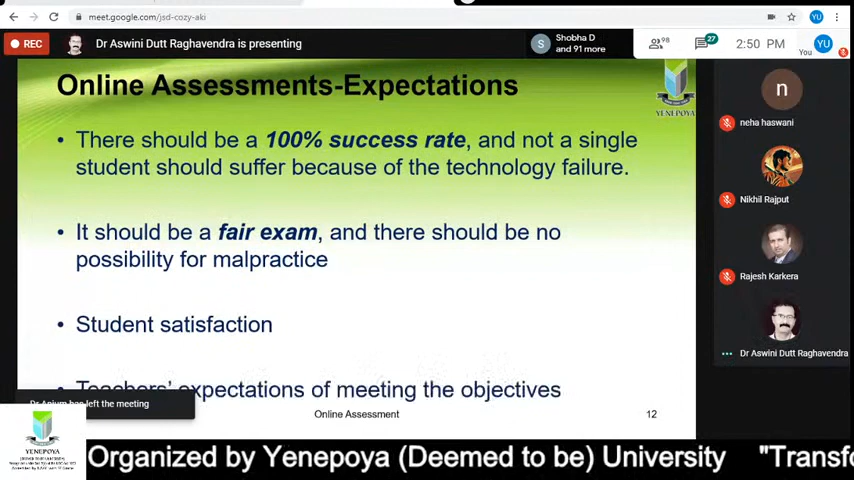 meet.google.com/jsd-cozy-aki
YU
REC
Dr Aswini Dutt Raghavendra is presenting
S
Shobha D
and 91 more
98
27
2:50 PM
You
YU
Online Assessments-Expectations
YENEPOYA
• There should be a 100% success rate, and not a single
student should suffer because of the technology failure.
• It should be a fair exam, and there should be no
possibility for malpractice
• Student satisfaction
• Teachers' expectations of meeting the objectives
Online Assessment
12
n
neha haswani
Nikhil Rajput
Rajesh Karkera
Dr Aswini Dutt Raghavendra
has left the meeting
YENEPOYA
Organized by Yenepoya (Deemed to be) University "Transfo